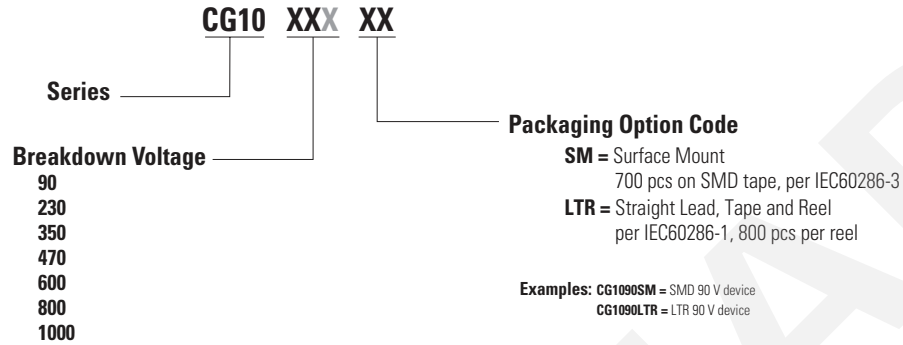 CG10 XXX XX
Series
Breakdown Voltage
90
230
350
470
600
800
1000
Packaging Option Code
SM = Surface Mount
700 pcs on SMD tape, per IEC60286-3
LTR = Straight Lead, Tape and Reel
per IEC60286-1, 800 pcs per reel
Examples: CG1090SM = SMD 90 V device
CG1090LTR = LTR 90 V device